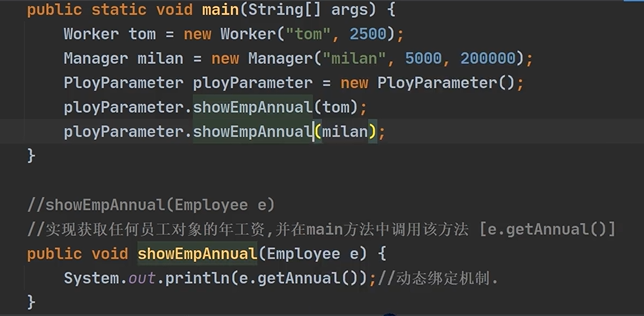 public static void main(String[] args) {
Worker tom = new Worker("tom", 2500);
Manager milan = new Manager("milan", 5000, 200000);
PloyParameter ployParameter = new PloyParameter();
ployParameter.showEmpAnnual(tom);
ployParameter.showEmpAnnual(milan);
}
//showEmpAnnual(Employee e)
//实现获取任何员工对象的年工资,并在main方法中调用该方法 [e.getAnnual()]
public void showEmpAnnual(Employee e) {
System.out.println(e.getAnnual());//动态绑定机制.
}